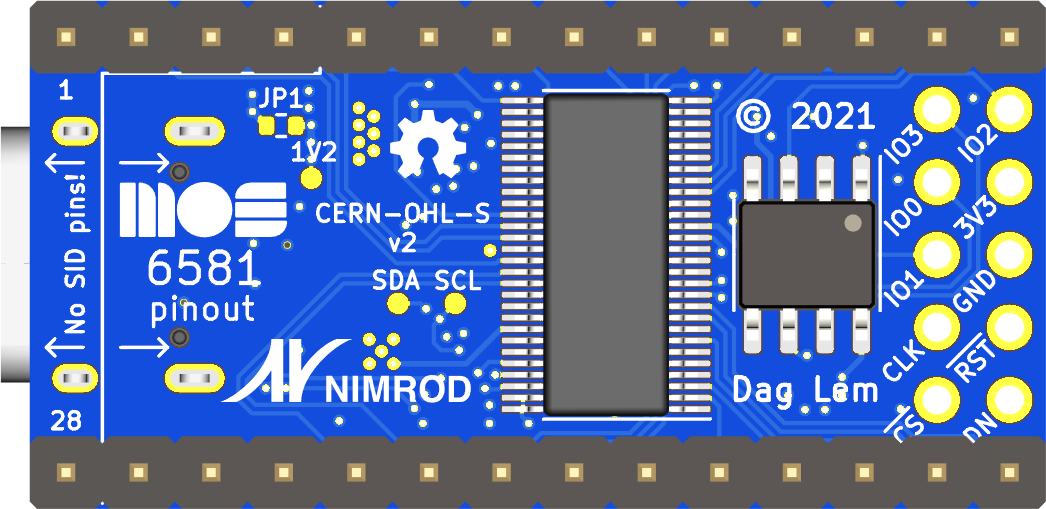 1
No SID pins!
28
JP1
1V2
mos
6581
pinout
CERN-OHL-S
v2
SDA SCL
NIMROD
© 2021
Dag Lem
IO3
IO2
IO0
3V3
IO1
GND
CLK
RST
CS
DN